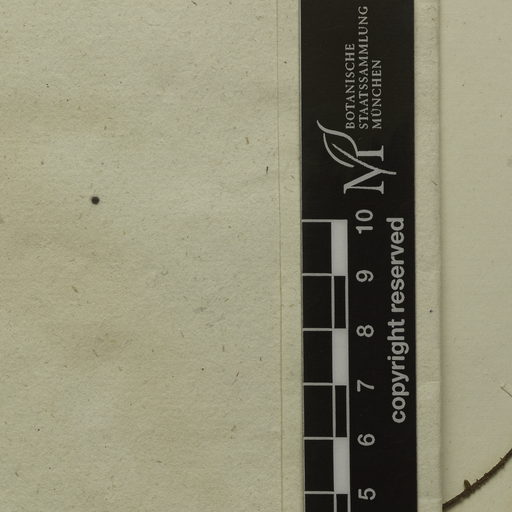 BOTANISCHE
STAATSSAMMLUNG
MÜNCHEN
10
9
8
7
6
5
copyright reserved